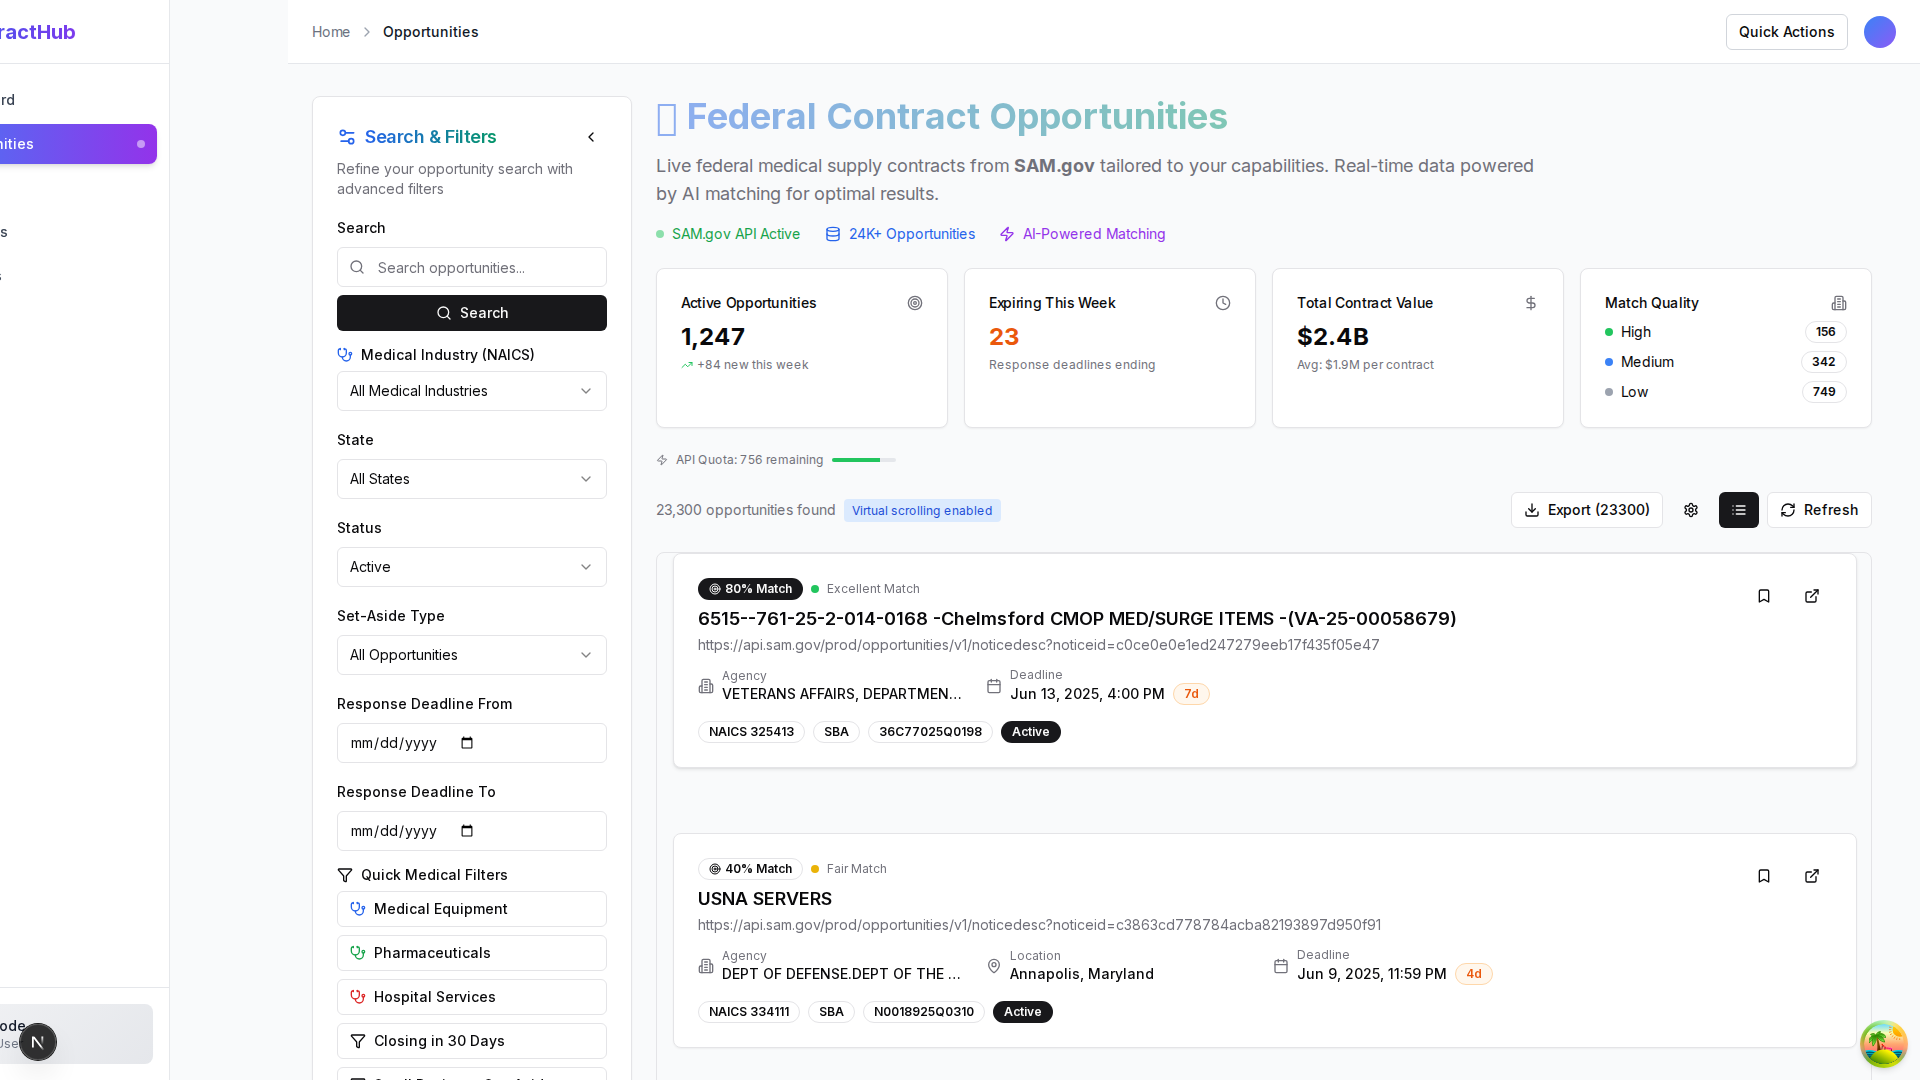 ractHub
rd
nities
s
s
ode
User
N
Home
Opportunities
Quick Actions
Search & Filters
Refine your opportunity search with
advanced filters
Search
Search opportunities...
Search
Medical Industry (NAICS)
All Medical Industries
State
All States
Status
Active
Set-Aside Type
All Opportunities
Response Deadline From
mm/dd/yyyy
Response Deadline To
mm/dd/yyyy
Quick Medical Filters
Medical Equipment
Pharmaceuticals
Hospital Services
Closing in 30 Days
Federal Contract Opportunities
Live federal medical supply contracts from SAM.gov tailored to your capabilities. Real-time data powered
by AI matching for optimal results.
SAM.gov API Active
24K+ Opportunities
AI-Powered Matching
Active Opportunities
1,247
+84 new this week
Expiring This Week
23
Response deadlines ending
Total Contract Value
$2.4B
Avg: $1.9M per contract
Match Quality
High 156
Medium 342
Low 749
API Quota: 756 remaining
23,300 opportunities found
Virtual scrolling enabled
Export (23300)
Refresh
80% Match
Excellent Match
6515--761-25-2-014-0168 -Chelmsford CMOP MED/SURGE ITEMS -(VA-25-00058679)
https://api.sam.gov/prod/opportunities/v1/noticedesc?noticeid=c0ce0e0e1ed247279eeb17f435f05e47
Agency
VETERANS AFFAIRS, DEPARTMEN...
Deadline
Jun 13, 2025, 4:00 PM 7d
NAICS 325413 SBA 36C77025Q0198 Active
40% Match
Fair Match
USNA SERVERS
https://api.sam.gov/prod/opportunities/v1/noticedesc?noticeid=c3863cd778784acba82193897d950f91
Agency
DEPT OF DEFENSE.DEPT OF THE ...
Location
Annapolis, Maryland
Deadline
Jun 9, 2025, 11:59 PM 4d
NAICS 334111 SBA N0018925Q0310 Active